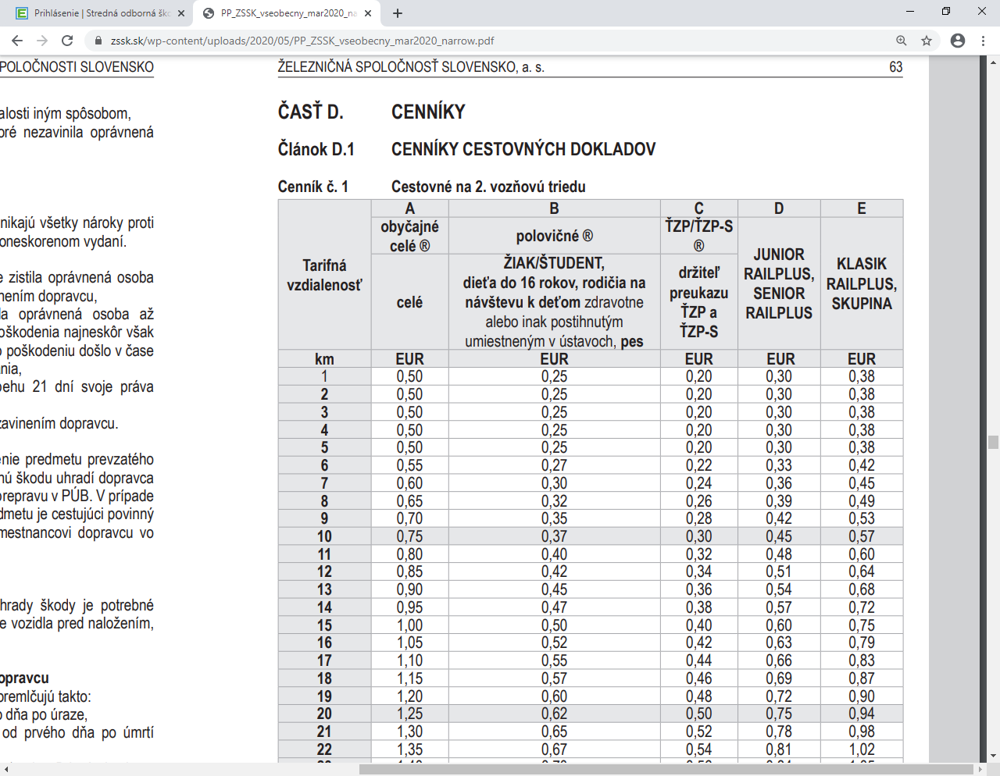 Prihlásenie | Stredná odborná ško
PP_ZSSK_vseobecny_mar2020_na
zssk.sk/wp-content/uploads/2020/05/PP_ZSSK_vseobecny_mar2020_narrow.pdf
POLOČNOSTI SLOVENSKO
alosti iným spôsobom,
oré nezavinila oprávnená
nikajú všetky nároky proti
oneskorenom vydaní.
e zistila oprávnená osoba
nením dopravcu,
la oprávnená osoba až
oškodenia najneskôr však
o poškodeniu došlo v čase
nia,
behu 21 dní svoje práva
zavinením dopravcu.
nie predmetu prevzatého
nú škodu uhradí dopravca
prepravu v PÚB. V prípade
dmetu je cestujúci povinný
mestnancovi dopravcu vo
hrady škody je potrebné
e vozidla pred naložením,
opravcu
premlčujú takto:
o dňa po úraze,
od prvého dňa po úmrtí
ŽELEZNIČNÁ SPOLOČNOSŤ SLOVENSKO, a. s. 63
ČASŤ D. CENNÍKY
Článok D.1 CENNÍKY CESTOVNÝCH DOKLADOV
Cenník č. 1 Cestovné na 2. vozňovú triedu
A B C D E
Tarifná
vzdialenosť
obyčajné
celé ®
celé
polovičné ®
ŽIAK/ŠTUDENT,
dieťa do 16 rokov, rodičia na
návštevu k deťom zdravotne
alebo inak postihnutým
umiestneným v ústavoch, pes
ŤZP/ŤZP-S
®
držiteľ
preukazu
ŤZP a
ŤZP-S
JUNIOR
RAILPLUS,
SENIOR
RAILPLUS
KLASIK
RAILPLUS,
SKUPINA
km EUR EUR EUR EUR EUR
1 0,50 0,25 0,20 0,30 0,38
2 0,50 0,25 0,20 0,30 0,38
3 0,50 0,25 0,20 0,30 0,38
4 0,50 0,25 0,20 0,30 0,38
5 0,50 0,25 0,20 0,30 0,38
6 0,55 0,27 0,22 0,33 0,42
7 0,60 0,30 0,24 0,36 0,45
8 0,65 0,32 0,26 0,39 0,49
9 0,70 0,35 0,28 0,42 0,53
10 0,75 0,37 0,30 0,45 0,57
11 0,80 0,40 0,32 0,48 0,60
12 0,85 0,42 0,34 0,51 0,64
13 0,90 0,45 0,36 0,54 0,68
14 0,95 0,47 0,38 0,57 0,72
15 1,00 0,50 0,40 0,60 0,75
16 1,05 0,52 0,42 0,63 0,79
17 1,10 0,55 0,44 0,66 0,83
18 1,15 0,57 0,46 0,69 0,87
19 1,20 0,60 0,48 0,72 0,90
20 1,25 0,62 0,50 0,75 0,94
21 1,30 0,65 0,52 0,78 0,98
22 1,35 0,67 0,54 0,81 1,02